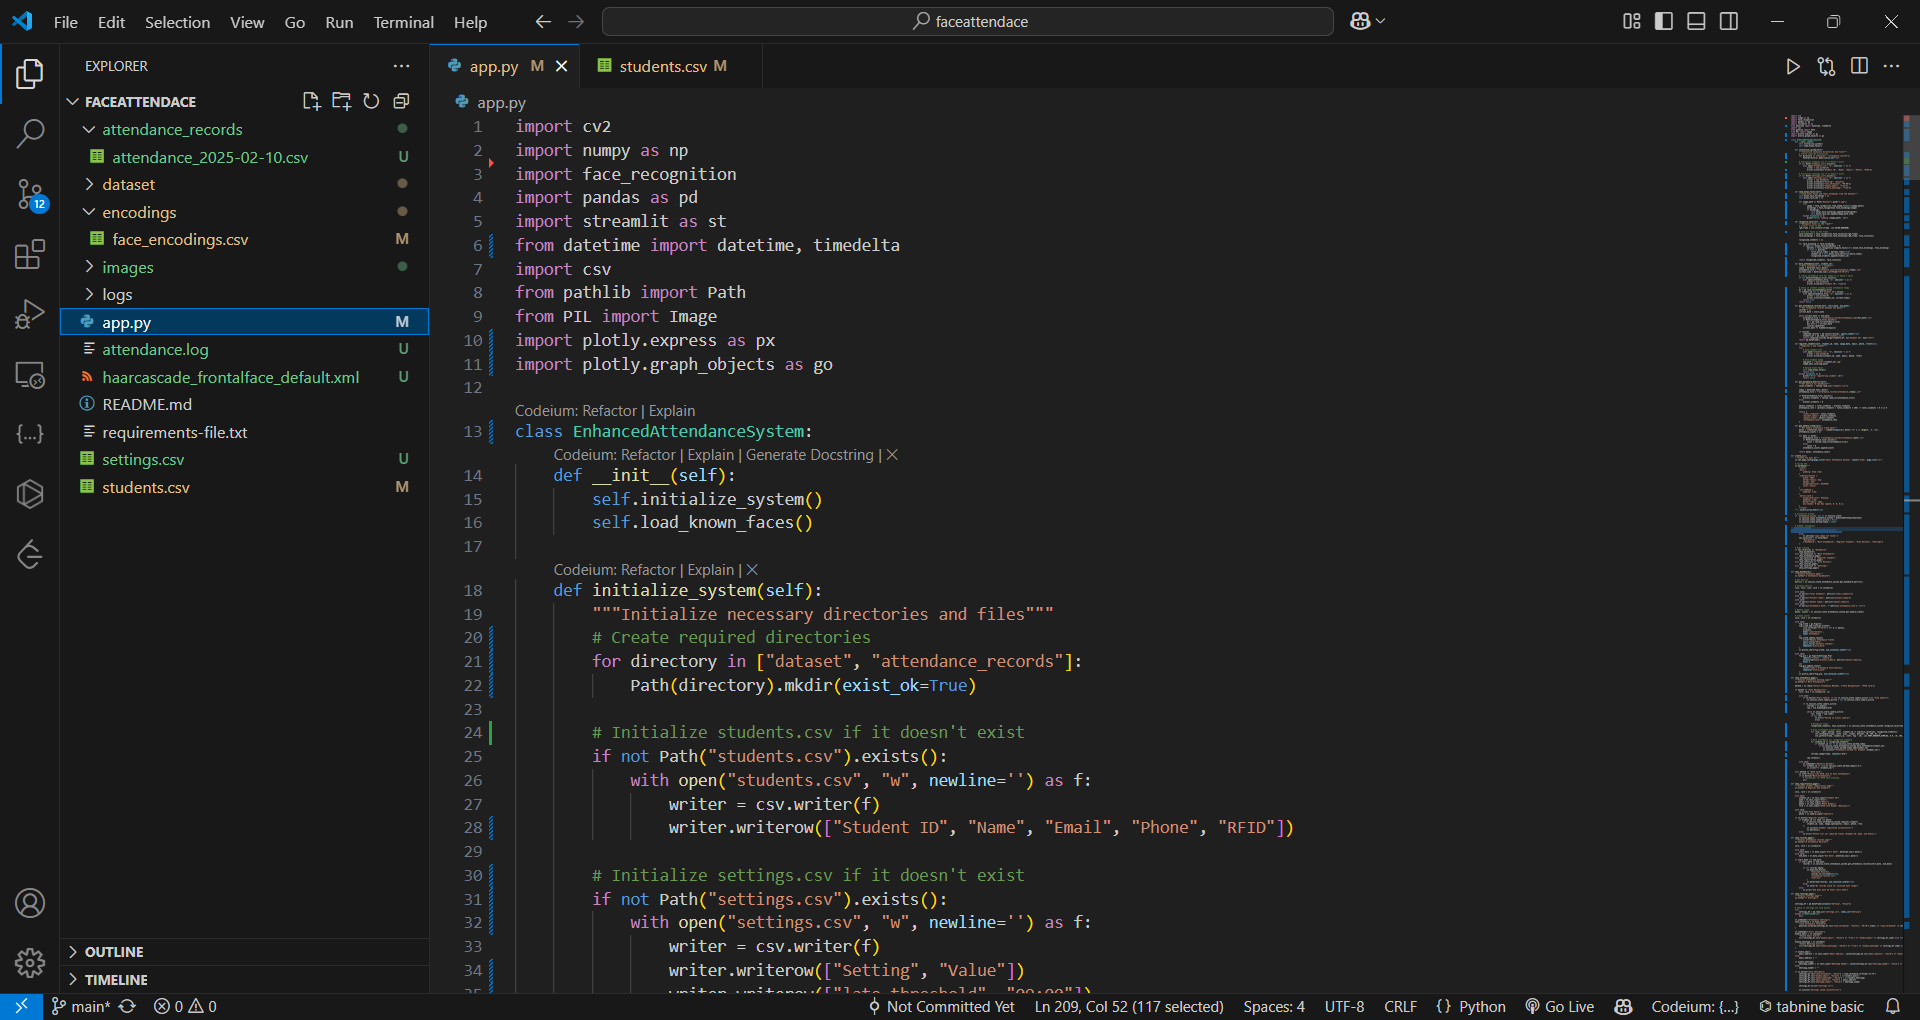 File Edit Selection View Go Run Terminal Help
faceattendace
EXPLORER
FACEATTENDACE
attendance_records
attendance_2025-02-10.csv U
dataset
encodings
face_encodings.csv M
images
logs
app.py M
attendance.log U
haarcascade_frontalface_default.xml U
README.md
requirements-file.txt
settings.csv U
students.csv M
OUTLINE
TIMELINE
12
app.py M
students.csv M
app.py
1 import cv2
2 import numpy as np
3 import face_recognition
4 import pandas as pd
5 import streamlit as st
6 from datetime import datetime, timedelta
7 import csv
8 from pathlib import Path
9 from PIL import Image
10 import plotly.express as px
11 import plotly.graph_objects as go
12
Codeium: Refactor | Explain
13 class EnhancedAttendanceSystem:
Codeium: Refactor | Explain | Generate Docstring | X
14 def __init__(self):
15 self.initialize_system()
16 self.load_known_faces()
17
Codeium: Refactor | Explain | X
18 def initialize_system(self):
19 """Initialize necessary directories and files"""
20 # Create required directories
21 for directory in ["dataset", "attendance_records"]:
22 Path(directory).mkdir(exist_ok=True)
23
24 # Initialize students.csv if it doesn't exist
25 if not Path("students.csv").exists():
26 with open("students.csv", "w", newline='') as f:
27 writer = csv.writer(f)
28 writer.writerow(["Student ID", "Name", "Email", "Phone", "RFID"])
29
30 # Initialize settings.csv if it doesn't exist
31 if not Path("settings.csv").exists():
32 with open("settings.csv", "w", newline='') as f:
33 writer = csv.writer(f)
34 writer.writerow(["Setting", "Value"])
main* 0 0
Not Committed Yet Ln 209, Col 52 (117 selected) Spaces: 4 UTF-8 CRLF {} Python Go Live Codeium: {...} tabnine basic